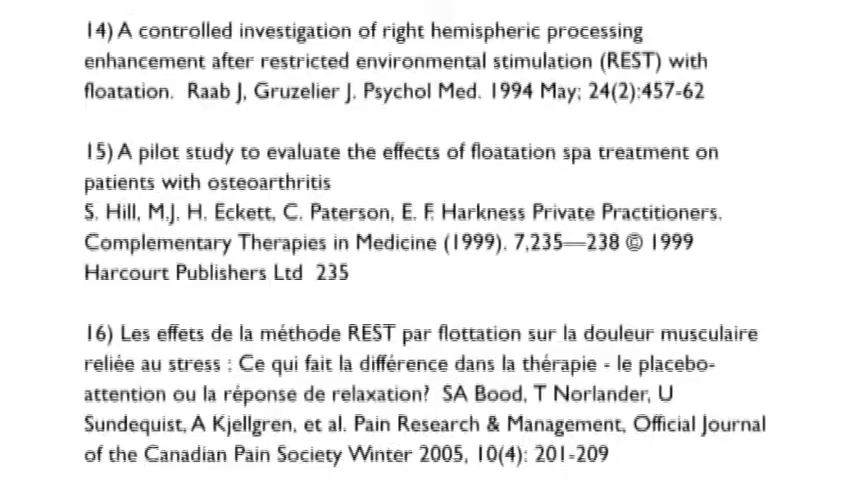 14) A controlled investigation of right hemispheric processing
enhancement after restricted environmental stimulation (REST) with
floatation. Raab J, Gruzelier J. Psychol Med. 1994 May; 24(2):457-62
15) A pilot study to evaluate the effects of floatation spa treatment on
patients with osteoarthritis
S. Hill, M.J. H. Eckett, C. Paterson, E. F. Harkness Private Practitioners.
Complementary Therapies in Medicine (1999). 7,235—238 © 1999
Harcourt Publishers Ltd 235
16) Les effets de la méthode REST par flottation sur la douleur musculaire
reliée au stress : Ce qui fait la différence dans la thérapie - le placebo-
attention ou la réponse de relaxation? SA Bood, T Norlander, U
Sundequist, A Kjellgren, et al. Pain Research & Management, Official Journal
of the Canadian Pain Society Winter 2005, 10(4): 201-209